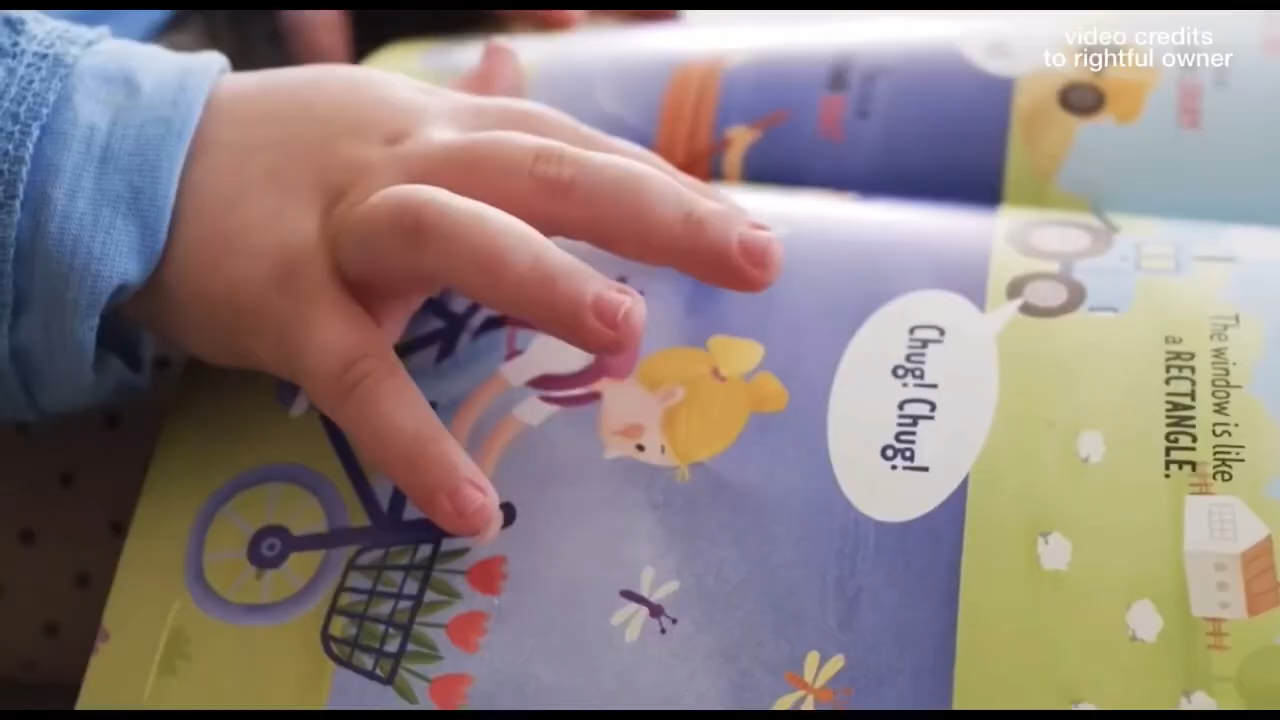 video credits
to rightful owner
Chug! Chug!
The window is like
a RECTANGLE.